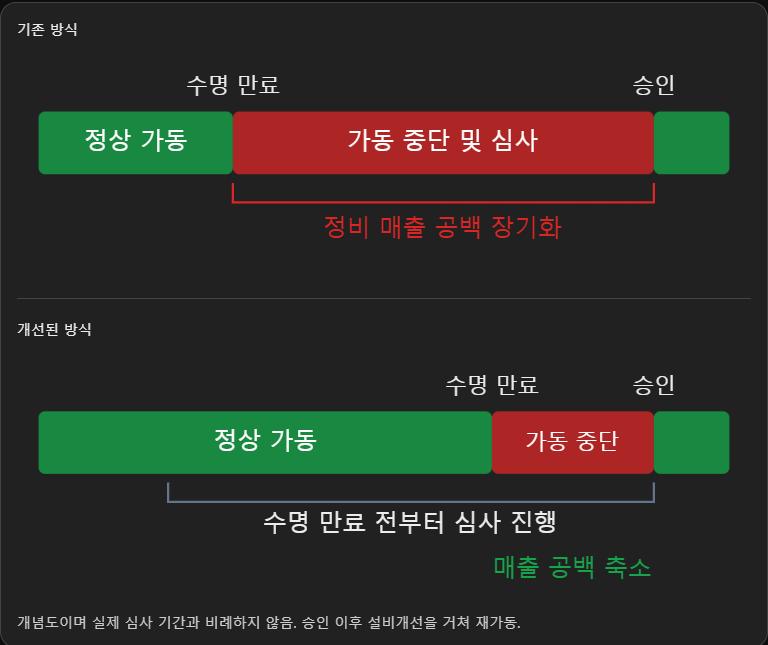 기존 방식
수명 만료
승인
정상 가동
가동 중단 및 심사
정비 매출 공백 장기화
개선된 방식
수명 만료
승인
정상 가동
가동 중단
수명 만료 전부터 심사 진행
매출 공백 축소
개념도이며 실제 심사 기간과 비례하지 않음. 승인 이후 설비개선을 거쳐 재가동.